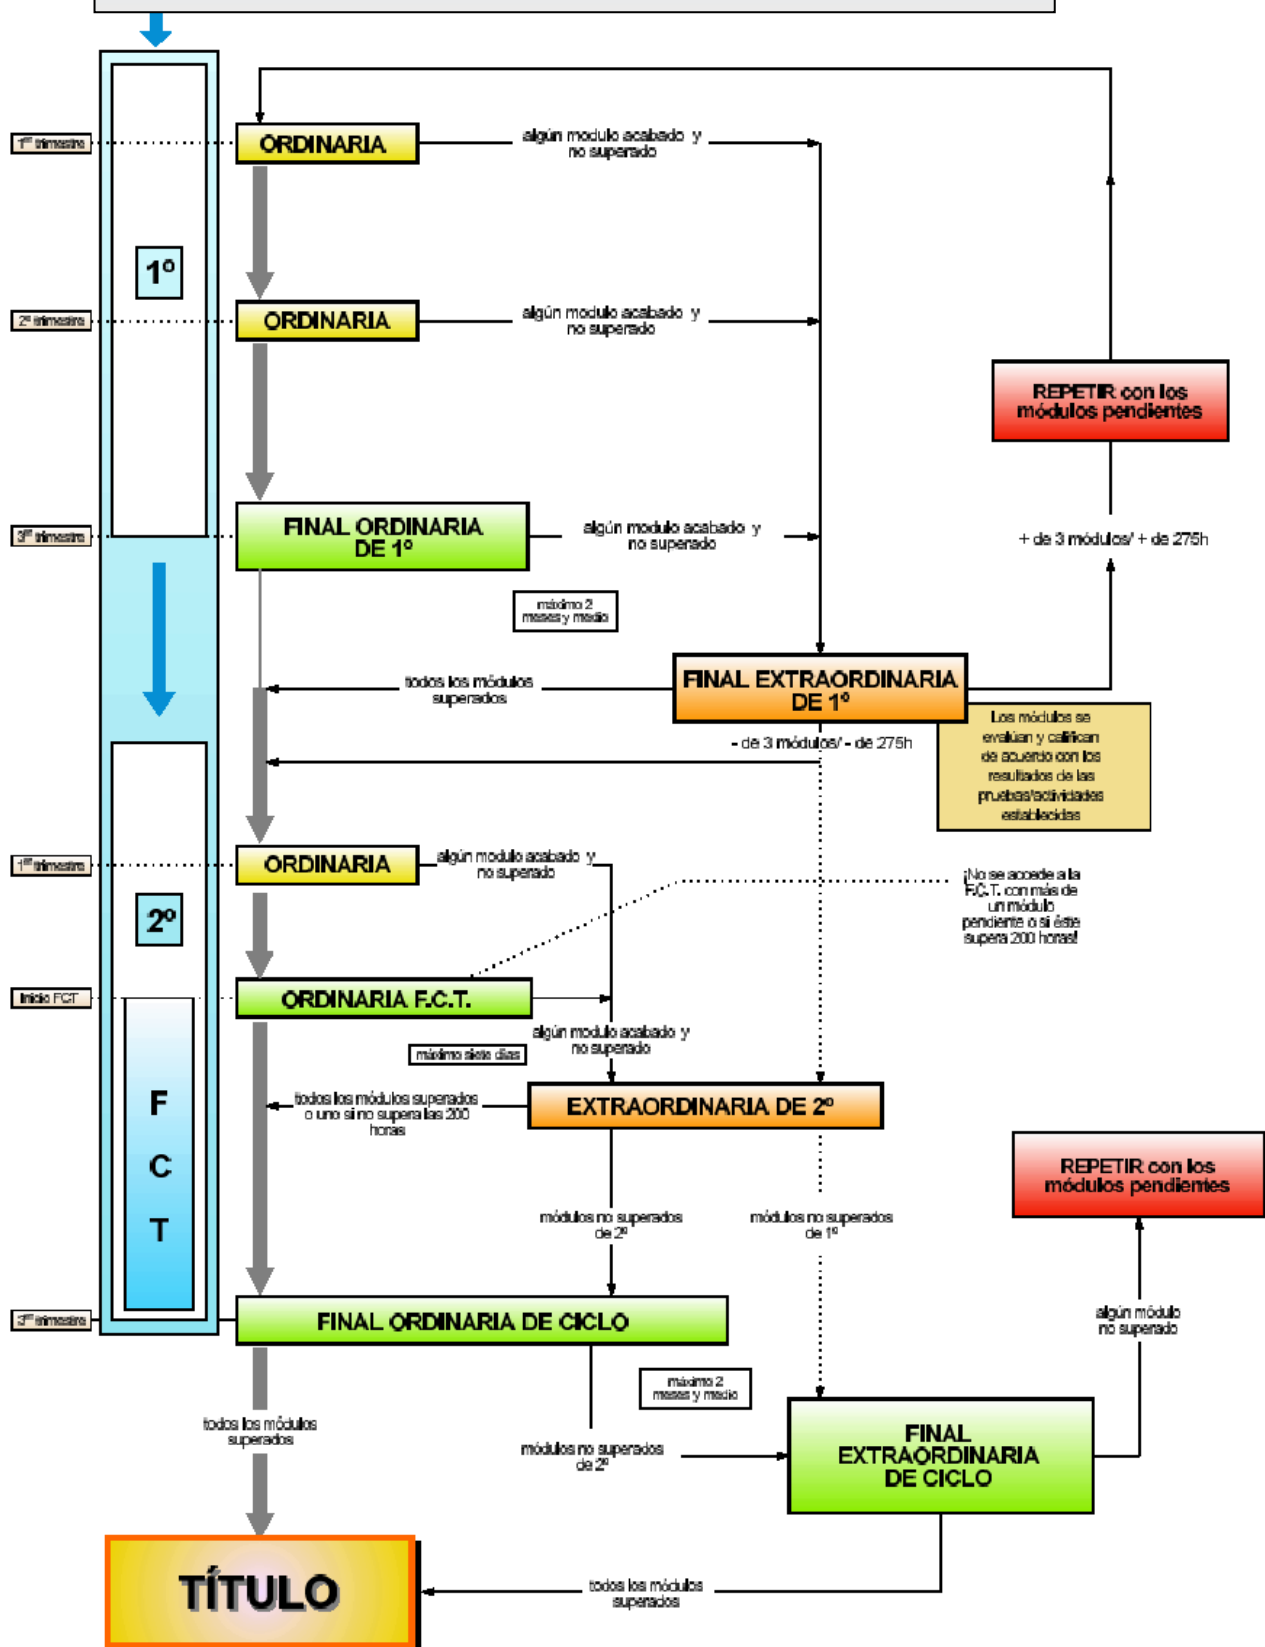 1er trimestre
ORDINARIA
algún modulo acabado y
no superado
1º
2º trimestre
ORDINARIA
algún modulo acabado y
no superado
REPETIR con los
módulos pendientes
3er trimestre
FINAL ORDINARIA
DE 1º
algún modulo acabado y
no superado
+ de 3 módulos/ + de 275h
máximo 2
meses y medio
todos los módulos
superados
FINAL EXTRAORDINARIA
DE 1º
- de 3 módulos/ - de 275h
Los módulos se
evalúan y califican
de acuerdo con los
resultados de las
pruebas/actividades
establecidas
1er trimestre
ORDINARIA
algún modulo acabado y
no superado
¡No se accede a la
F.C.T. con más de
un módulo
pendiente o si éste
supera 200 horas!
2º
Inicio FCT
ORDINARIA F.C.T.
algún modulo acabado y
no superado
máximo siete días
todos los módulos superados
o uno si no supera las 200
horas
EXTRAORDINARIA DE 2º
F
C
T
REPETIR con los
módulos pendientes
módulos no superados
de 2º
módulos no superados
de 1º
3er trimestre
FINAL ORDINARIA DE CICLO
algún módulo
no superado
máximo 2
meses y medio
todos los módulos
superados
módulos no superados
de 2º
FINAL
EXTRAORDINARIA
DE CICLO
TÍTULO
todos los módulos
superados